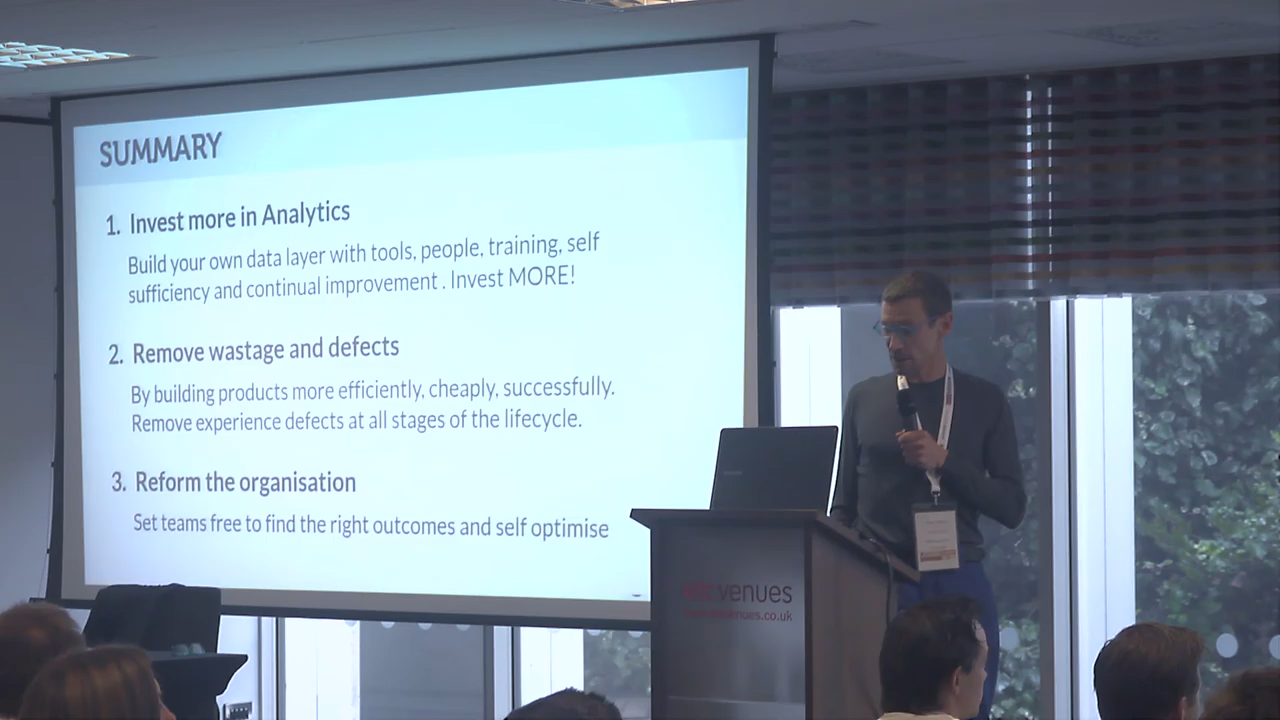 SUMMARY
1. Invest more in Analytics
Build your own data layer with tools, people, training, self
sufficiency and continual improvement . Invest MORE!
2. Remove wastage and defects
By building products more efficiently, cheaply, successfully.
Remove experience defects at all stages of the lifecycle.
3. Reform the organisation
Set teams free to find the right outcomes and self optimise
venues